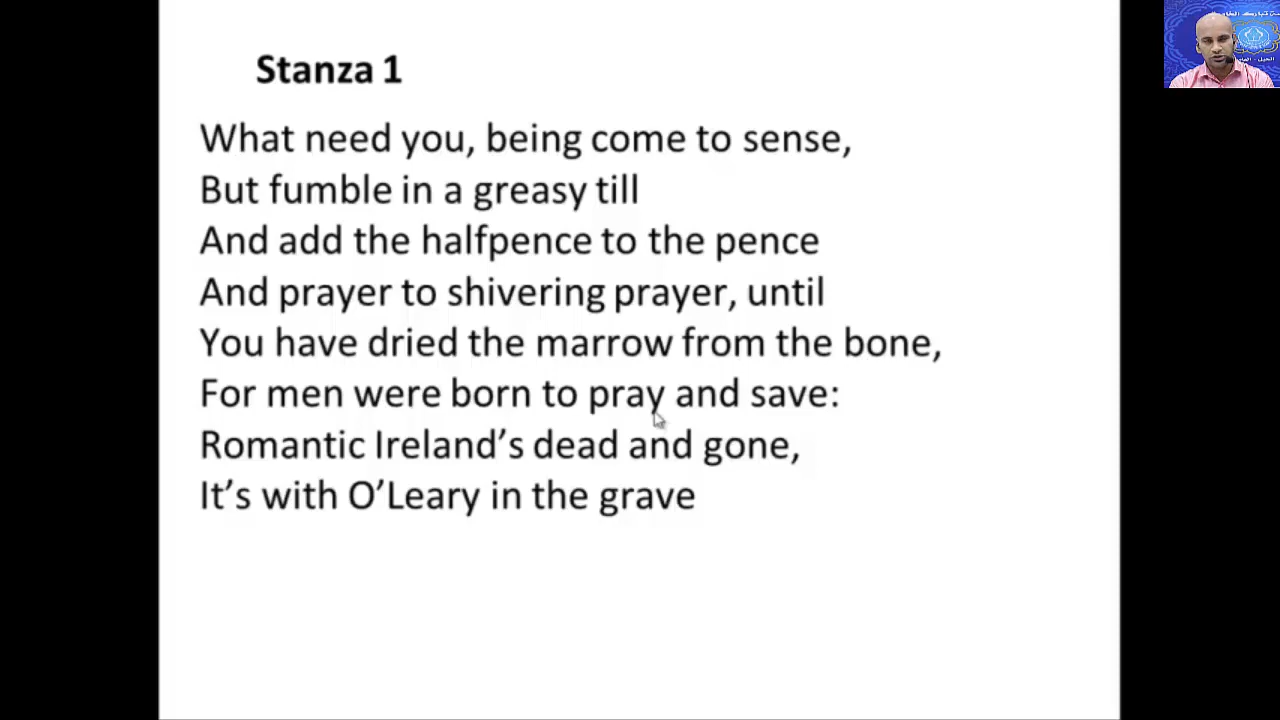 Stanza 1
What need you, being come to sense,
But fumble in a greasy till
And add the halfpence to the pence
And prayer to shivering prayer, until
You have dried the marrow from the bone,
For men were born to pray and save:
Romantic Ireland’s dead and gone,
It’s with O’Leary in the grave